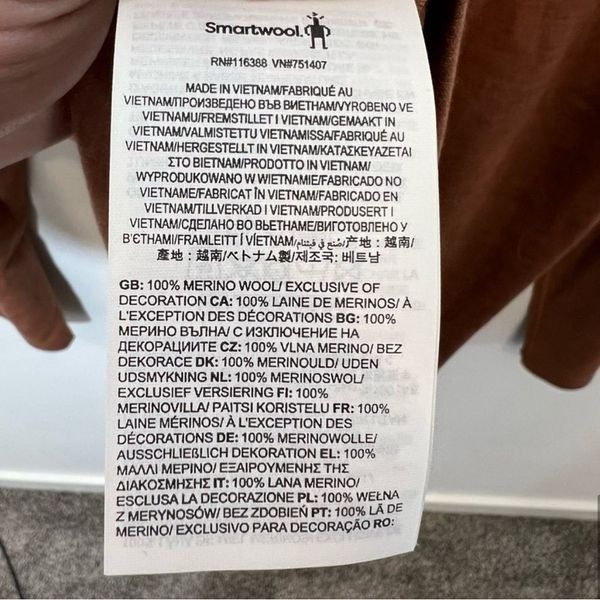 Smartwool.
RN#116388 VN#751407
MADE IN VIETNAM/FABRIQUÉ AU
VIETNAM/ПРОИЗВЕДЕНО ВЪВ ВИЕТНАМ/VYROBENO VE
VIETNAMU/FREMSTILLET I VIETNAM/GEMAAKT IN
VIETNAM/VALMISTETTU VIETNAMISSA/FABRIQUÉ AU
VIETNAM/HERGESTELLT IN VIETNAM/ΚΑΤΑΣΚΕΥΑΖΕΤΑΙ
ΣΤΟ ΒΙΕΤΝΑΜ/PRODOTTO IN VIETNAM/
WYPRODUKOWANO W WIETNAMIE/FABRICADO NO
VIETNAME/FABRICAT ÎN VIETNAM/FABRICADO EN
VIETNAM/TILLVERKAD I VIETNAM/PRODUSERT I
VIETNAM/СДЕЛАНО ВО ВЬЕТНАМЕ/ВИГОТОВЛЕНО У
В'ЄТНАМІ/FRAMLEITT Í VÍETNAM/صُنع في فيتنام/产地：越南/
產地：越南/ベトナム製/제조국: 베트남
GB: 100% MERINO WOOL/ EXCLUSIVE OF
DECORATION CA: 100% LAINE DE MERINOS/ À
L'EXCEPTION DES DÉCORATIONS BG: 100%
МЕРИНО ВЪЛНА/ С ИЗКЛЮЧЕНИЕ НА
ДЕКОРАЦИИТЕ CZ: 100% VLNA MERINO/ BEZ
DEKORACE DK: 100% MERINOULD/ UDEN
UDSMYKNING NL: 100% MERINOSWOL/
EXCLUSIEF VERSIERING FI: 100%
MERINOVILLA/ PAITSI KORISTELU FR: 100%
LAINE MÉRINOS/ À L'EXCEPTION DES
DÉCORATIONS DE: 100% MERINOWOLLE/
AUSSCHLIEßLICH DEKORATION EL: 100%
ΜΑΛΛΙ ΜΕΡΙΝΟ/ ΕΞΑΙΡΟΥΜΕΝΗΣ ΤΗΣ
ΔΙΑΚΟΣΜΗΣΗΣ IT: 100% LANA MERINO/
ESCLUSA LA DECORAZIONE PL: 100% WEŁNA
Z MERYNOSÓW/ BEZ ZDOBIEŃ PT: 100% LÃ DE
MERINO/ EXCLUSIVO PARA DECORAÇÃO RO: